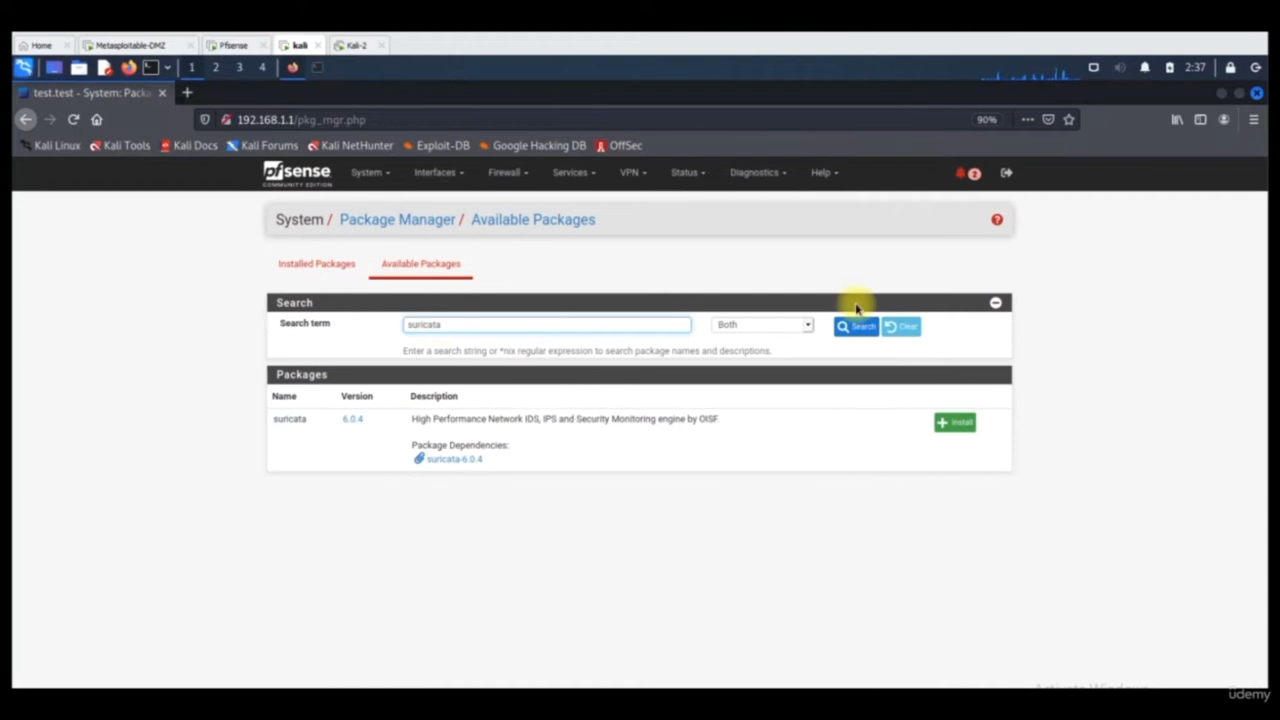 Home Metasploitable-DMZ Pfsense kali Kali-2
1 2 3 4 2:37
test.test - System: Packa
192.168.1.1/pkg_mgr.php 90%
Kali Linux Kali Tools Kali Docs Kali Forums Kali NetHunter Exploit-DB Google Hacking DB OffSec
pfsense System Interfaces Firewall Services VPN Status Diagnostics Help 2
COMMUNITY EDITION
System / Package Manager / Available Packages
Installed Packages Available Packages
Search
Search term suricata Both Search Clear
Enter a search string or *nix regular expression to search package names and descriptions.
Packages
Name Version Description
suricata 6.0.4 High Performance Network IDS, IPS and Security Monitoring engine by OISF. Install
Package Dependencies:
suricata-6.0.4
Activate Windows
ûdemy